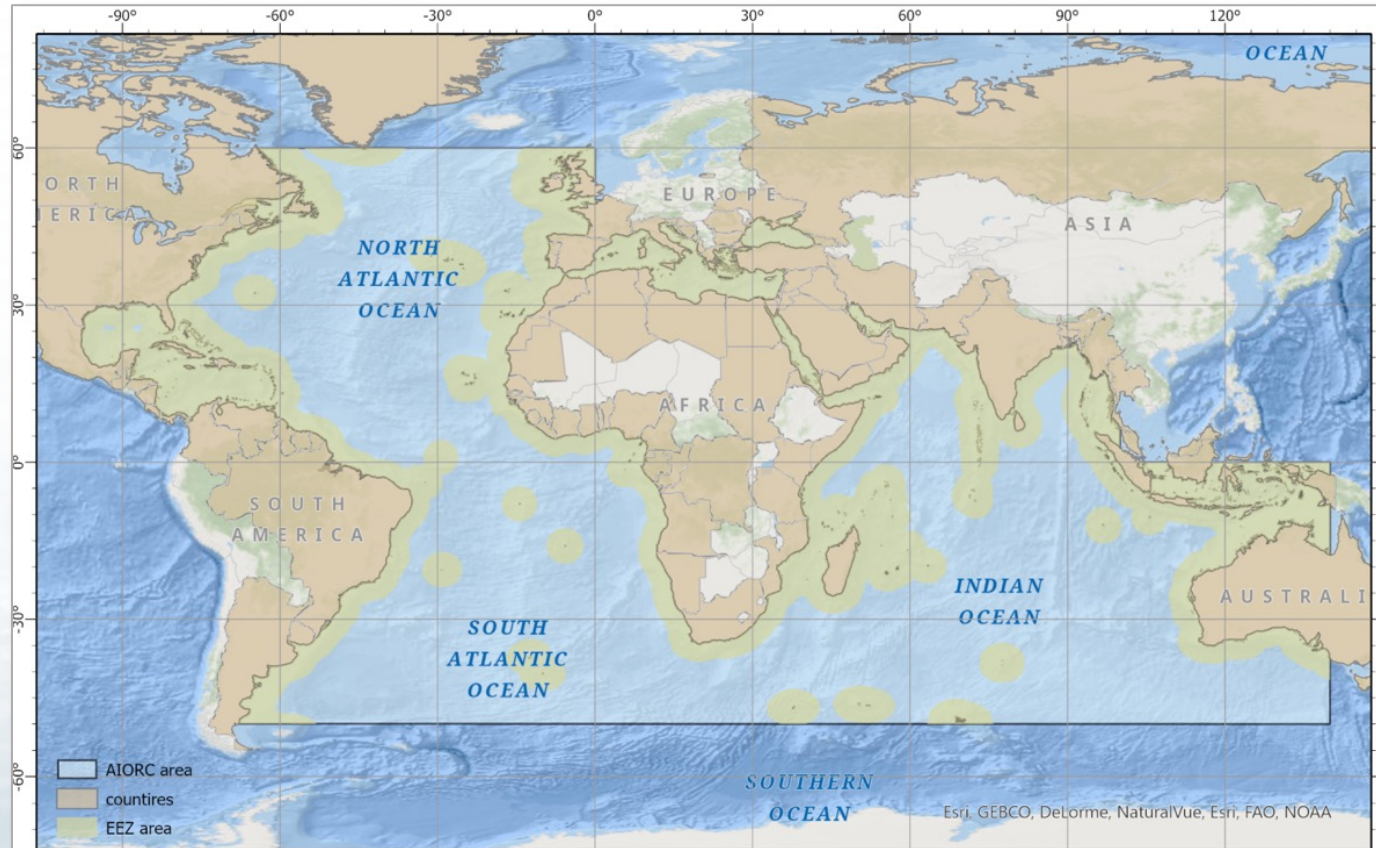 -90° -60° -30° 0° 30° 60° 90° 120°
OCEAN
60°
ORTH
IERICA
EUROPE
ASIA
NORTH
ATLANTIC
OCEAN
30°
AFRICA
0°
SOUTH
AMERICA
INDIAN
OCEAN
AUSTRALI
-30°
SOUTH
ATLANTIC
OCEAN
AIORC area
countires
EEZ area
-60°
SOUTHERN
OCEAN
Esri, GEBCO, DeLorme, NaturalVue, Esri, FAO, NOAA